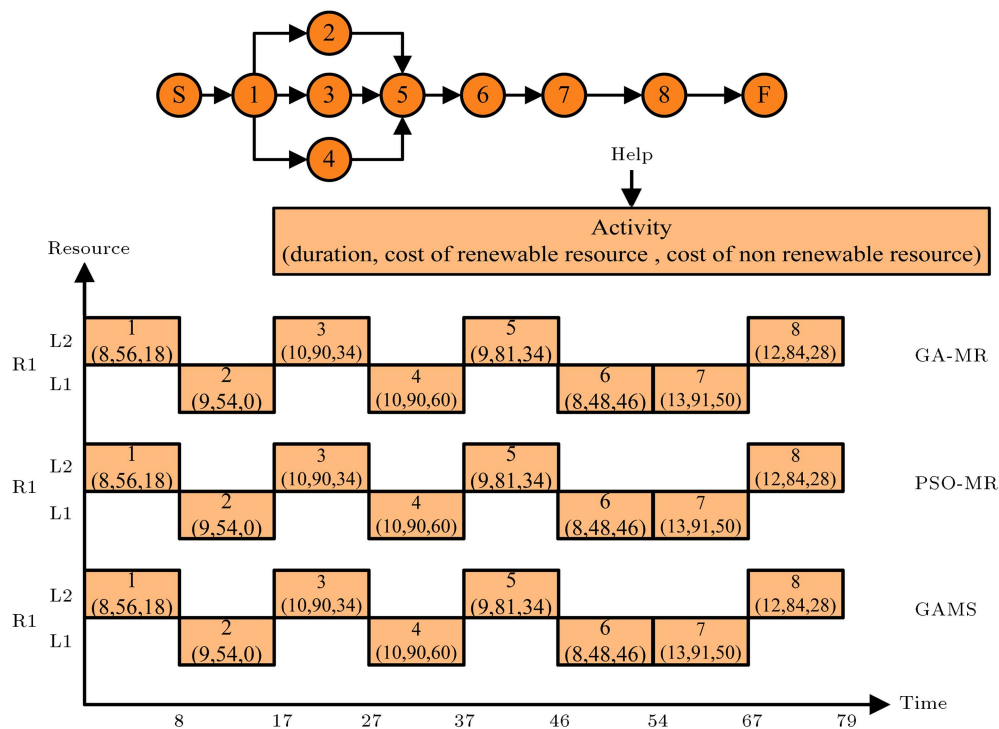 2
S 1 3 5 6 7 8 F
4
Help
Activity
(duration, cost of renewable resource , cost of non renewable resource)
Resource
R1
L2
L1
1
(8,56,18)
2
(9,54,0)
3
(10,90,34)
4
(10,90,60)
5
(9,81,34)
6
(8,48,46)
7
(13,91,50)
8
(12,84,28)
GA-MR
R1
L2
L1
1
(8,56,18)
2
(9,54,0)
3
(10,90,34)
4
(10,90,60)
5
(9,81,34)
6
(8,48,46)
7
(13,91,50)
8
(12,84,28)
PSO-MR
R1
L2
L1
1
(8,56,18)
2
(9,54,0)
3
(10,90,34)
4
(10,90,60)
5
(9,81,34)
6
(8,48,46)
7
(13,91,50)
8
(12,84,28)
GAMS
Time
8 17 27 37 46 54 67 79